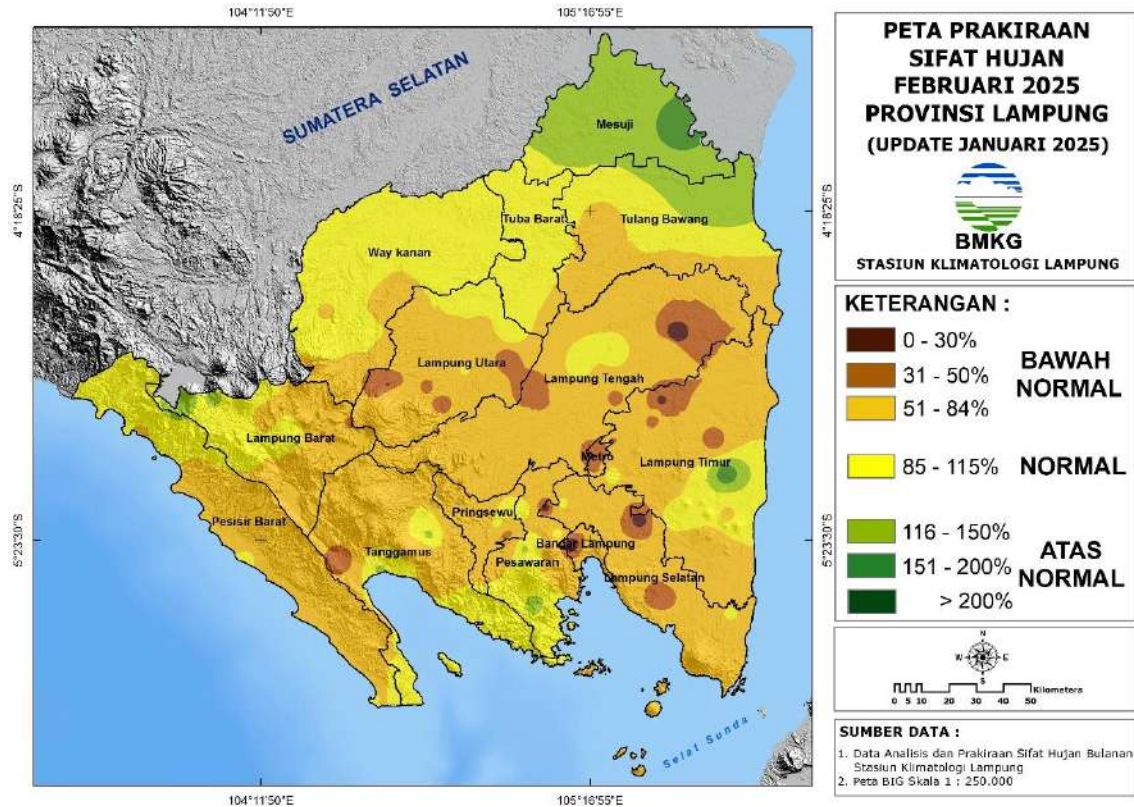 104°11'50"E 105°16'55"E
PETA PRAKIRAAN
SIFAT HUJAN
FEBRUARI 2025
PROVINSI LAMPUNG
(UPDATE JANUARI 2025)
BMKG
STASIUN KLIMATOLOGI LAMPUNG
KETERANGAN :
0 - 30%
31 - 50%
51 - 84%
BAWAH
NORMAL
85 - 115%
NORMAL
116 - 150%
151 - 200%
> 200%
ATAS
NORMAL
N
W E
S
0 5 10 20 30 40 50
Kilometers
SUMBER DATA :
1. Data Analisis dan Prakiraan Sifat Hujan Bulanan
Stasiun Klimatologi Lampung
2. Peta BIG Skala 1 : 250.000
SUMATERA SELATAN
Mesuji
4°18'25"S
4°18'25"S
Tuba Barat
Tulang Bawang
Way kanan
Lampung Utara
Lampung Tengah
Lampung Barat
Metro
Lampung Timur
Pesisir Barat
Pringsewu
5°23'30"S
5°23'30"S
Tanggamus
Bandar Lampung
Pesawaran
Lampung Selatan
Selat Sunda
104°11'50"E 105°16'55"E